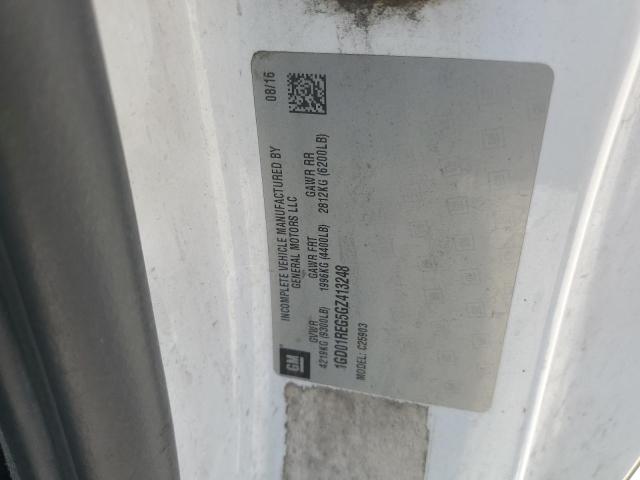 GM
INCOMPLETE VEHICLE MANUFACTURED BY
GENERAL MOTORS LLC
08/16
GVWR GAWR FRT GAWR RR
4219KG (9300LB) 1996KG (4400LB) 2812KG (6200LB)
1GD01REG5GZ413248
MODEL: C25903